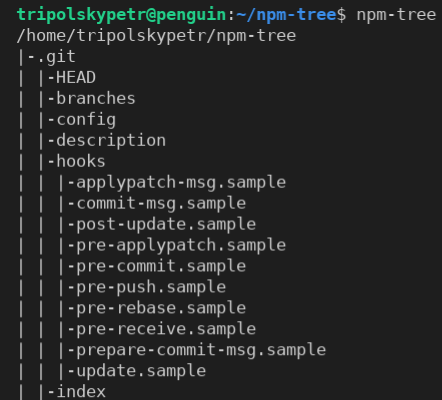 tripolskypetr@penguin:~/npm-tree$ npm-tree
/home/tripolskypetr/npm-tree
|-.git
| |-HEAD
| |-branches
| |-config
| |-description
| |-hooks
| | |-applypatch-msg.sample
| | |-commit-msg.sample
| | |-post-update.sample
| | |-pre-applypatch.sample
| | |-pre-commit.sample
| | |-pre-push.sample
| | |-pre-rebase.sample
| | |-pre-receive.sample
| | |-prepare-commit-msg.sample
| | |-update.sample
| |-index